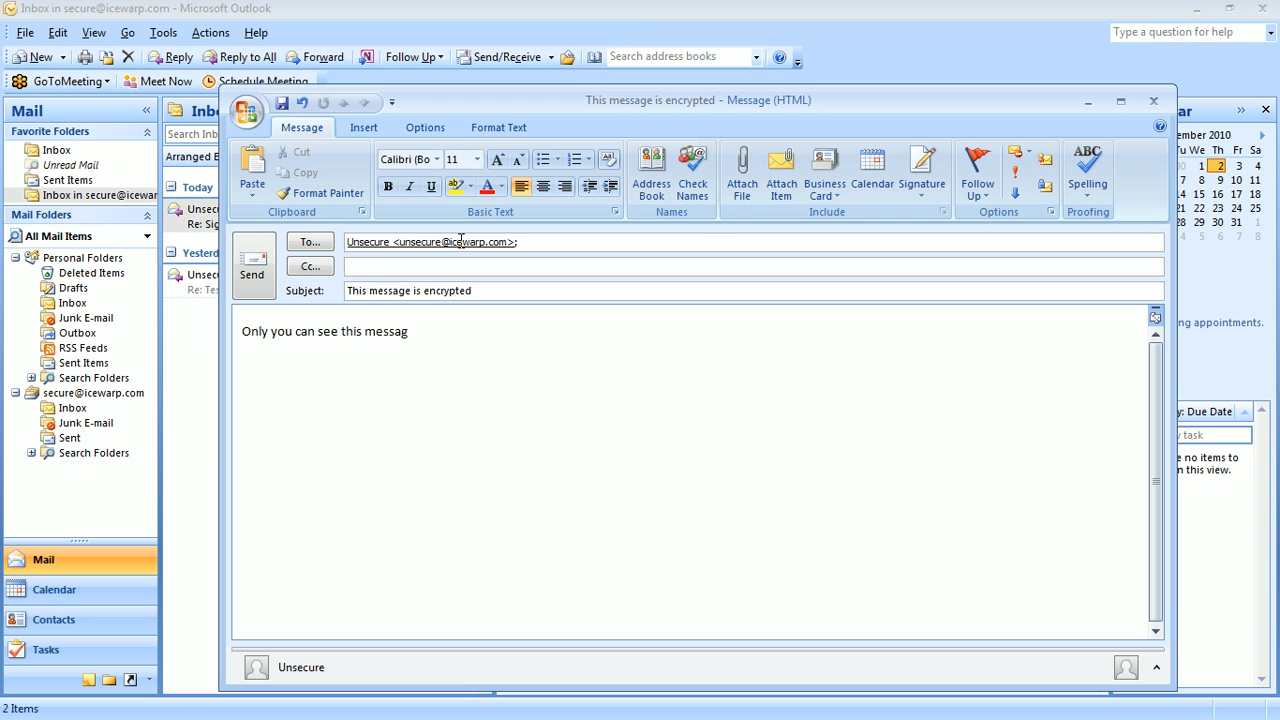 Inbox in secure@icewarp.com - Microsoft Outlook
File Edit View Go Tools Actions Help
Type a question for help
New Reply Reply to All Forward Follow Up Send/Receive Search address books
GoToMeeting Meet Now Schedule Meeting
Mail
Favorite Folders
Inbox
Unread Mail
Sent Items
Inbox in secure@icewar
Mail Folders
All Mail Items
Personal Folders
Deleted Items
Drafts
Inbox
Junk E-mail
Outbox
RSS Feeds
Sent Items
Search Folders
secure@icewarp.com
Inbox
Junk E-mail
Sent
Search Folders
Mail
Calendar
Contacts
Tasks
2 Items
Inbo
Search Inb
Arranged B
Today
Unsecu
Re: Sig
Yesterd
Unsecu
Re: Tes
This message is encrypted - Message (HTML)
Message Insert Options Format Text
Paste
Cut
Copy
Format Painter
Clipboard
Calibri (Bo 11
B I U
Basic Text
Address Book
Check Names
Names
Attach File
Attach Item
Business Card
Calendar
Signature
Include
Follow Up
Options
ABC
Spelling
Proofing
Send
To... Unsecure <unsecure@icewarp.com>;
Cc...
Subject: This message is encrypted
Only you can see this messag
Unsecure
ar
ember 2010
Tu We Th Fr Sa
1 2 3 4
7 8 9 10 11
14 15 16 17 18
21 22 23 24 25
28 29 30 31 1
4 5 6 7 8
ng appointments.
y: Due Date
w task
e no items to
n this view.